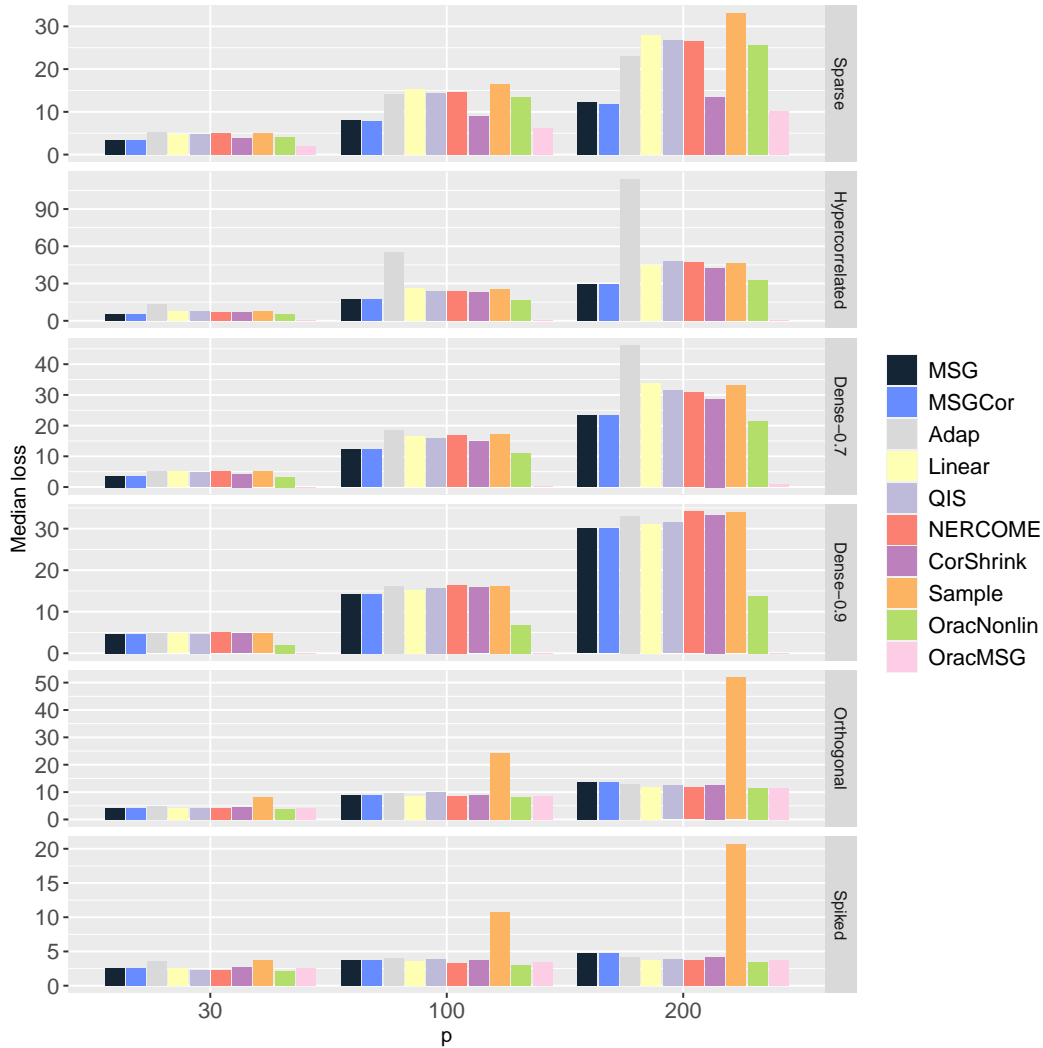 Median loss
30
20
10
0
Sparse
90
60
30
0
Hypercorrelated
40
30
20
10
0
Dense−0.7
30
20
10
0
Dense−0.9
50
40
30
20
10
0
Orthogonal
20
15
10
5
0
Spiked
30
100
200
p
MSG
MSGCor
Adap
Linear
QIS
NERCOME
CorShrink
Sample
OracNonlin
OracMSG